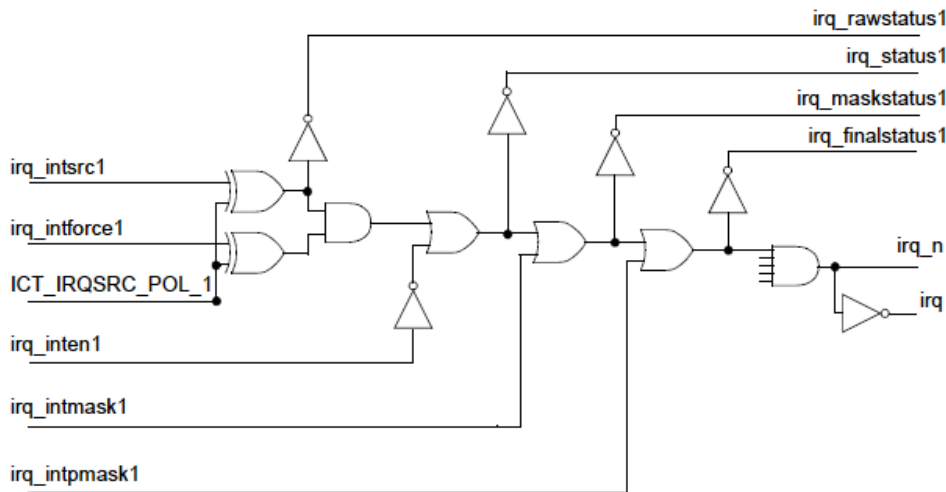 irq_rawstatus1
irq_status1
irq_maskstatus1
irq_finalstatus1
irq_intsrc1
irq_intforce1
irq_n
ICT_IRQSRC_POL_1
irq
irq_inten1
irq_intmask1
irq_intpmask1